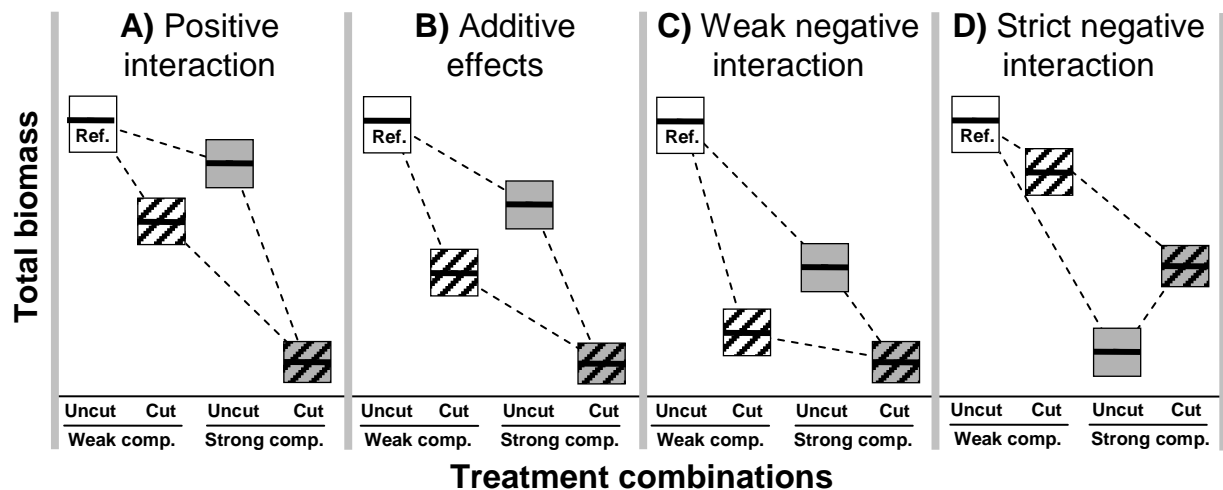 A) Positive
interaction
B) Additive
effects
C) Weak negative
interaction
D) Strict negative
interaction
Total biomass
Ref.
Ref.
Ref.
Ref.
Uncut Cut Uncut Cut
Weak comp. Strong comp.
Uncut Cut Uncut Cut
Weak comp. Strong comp.
Uncut Cut Uncut Cut
Weak comp. Strong comp.
Uncut Cut Uncut Cut
Weak comp. Strong comp.
Treatment combinations